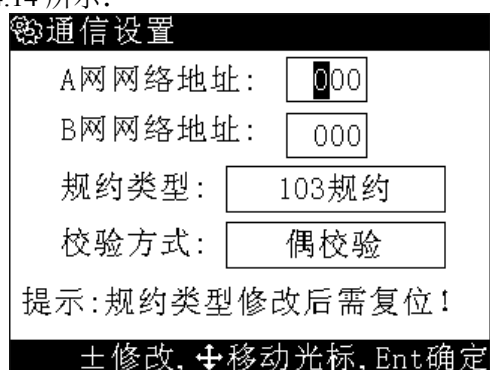 .14 所示:
通信设置
A网网络地址: 000
B网网络地址: 000
规约类型: 103规约
校验方式: 偶校验
提示:规约类型修改后需复位!
±修改,✥移动光标,Ent确定